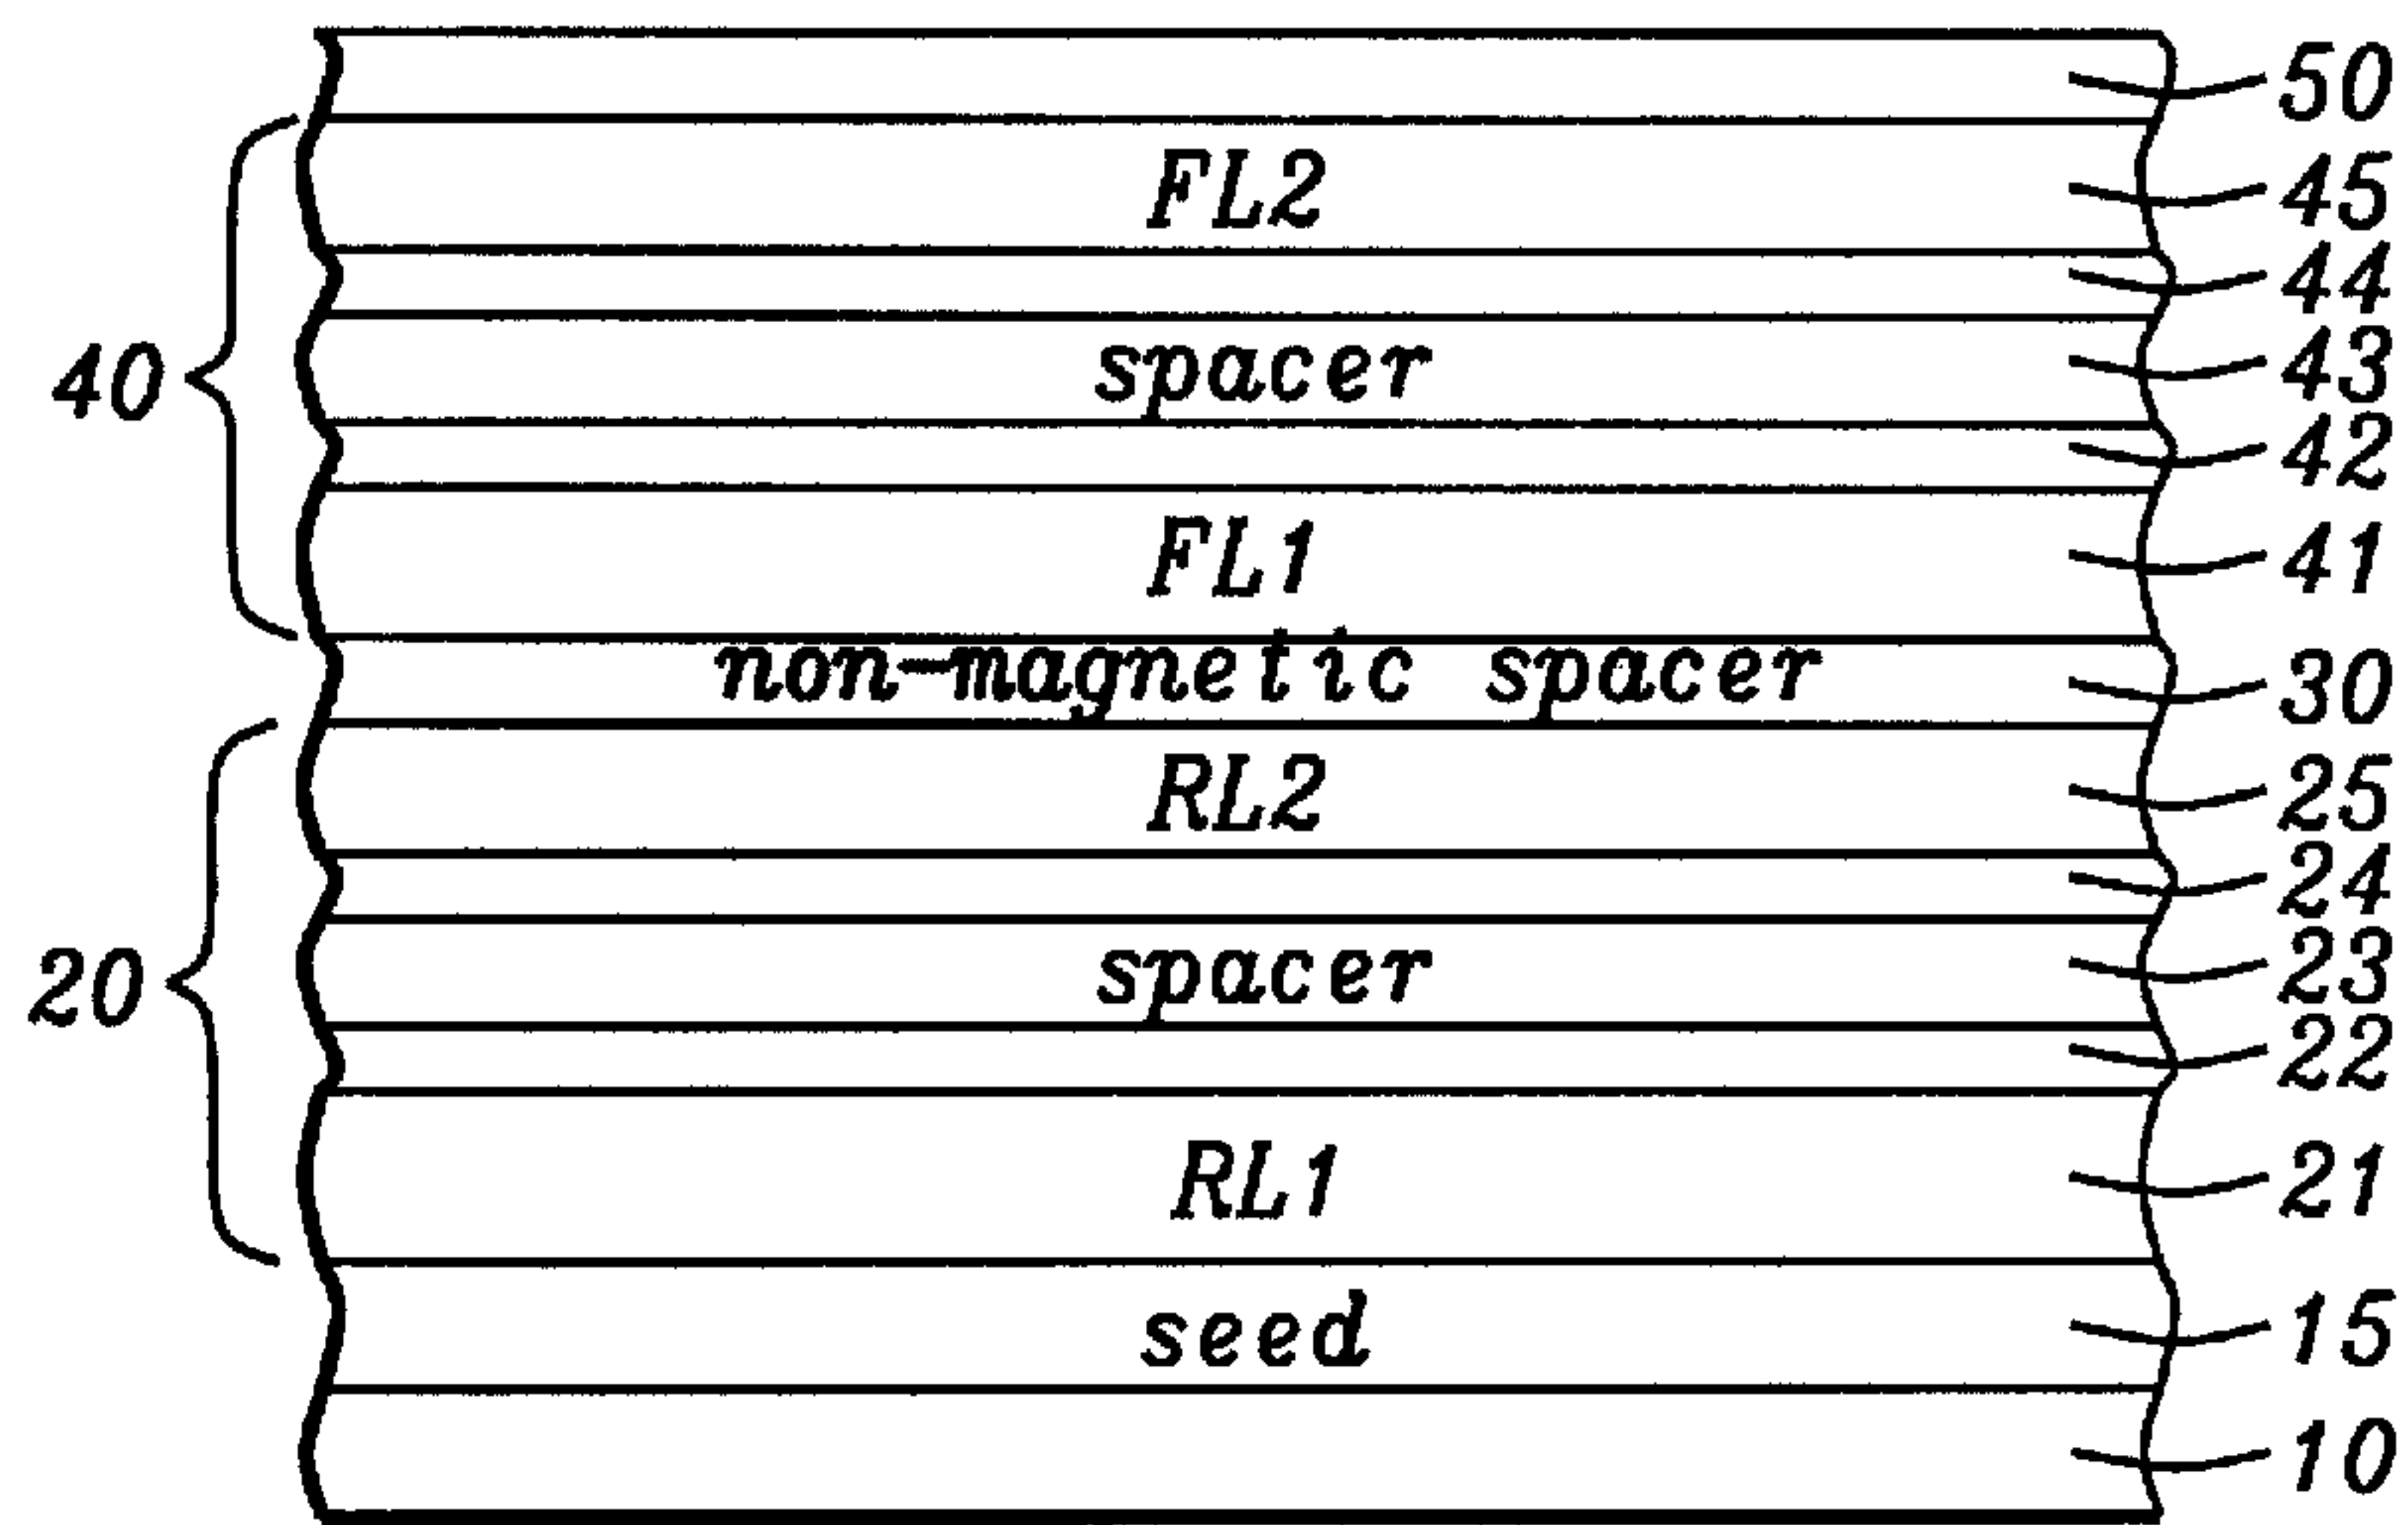 50
FL2 45
44
40 spacer 43
42
FL1 41
non-magnetic spacer 30
RL2 25
24
20 spacer 23
22
RL1 21
seed 15
10